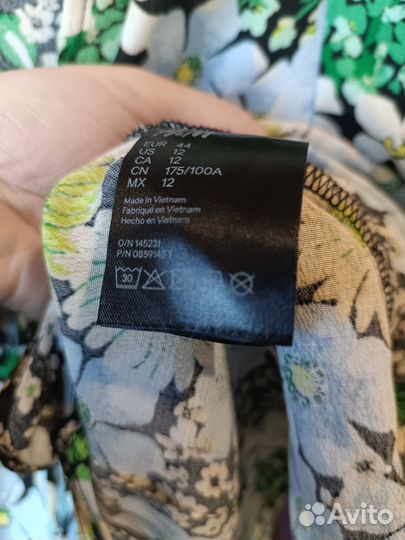 EUR 44
US 12
CA 12
CN 175/100A
MX 12
Made in Vietnam
Fabriqué en Vietnam
Hecho en Vietnam
O/N 145231
30
Avito